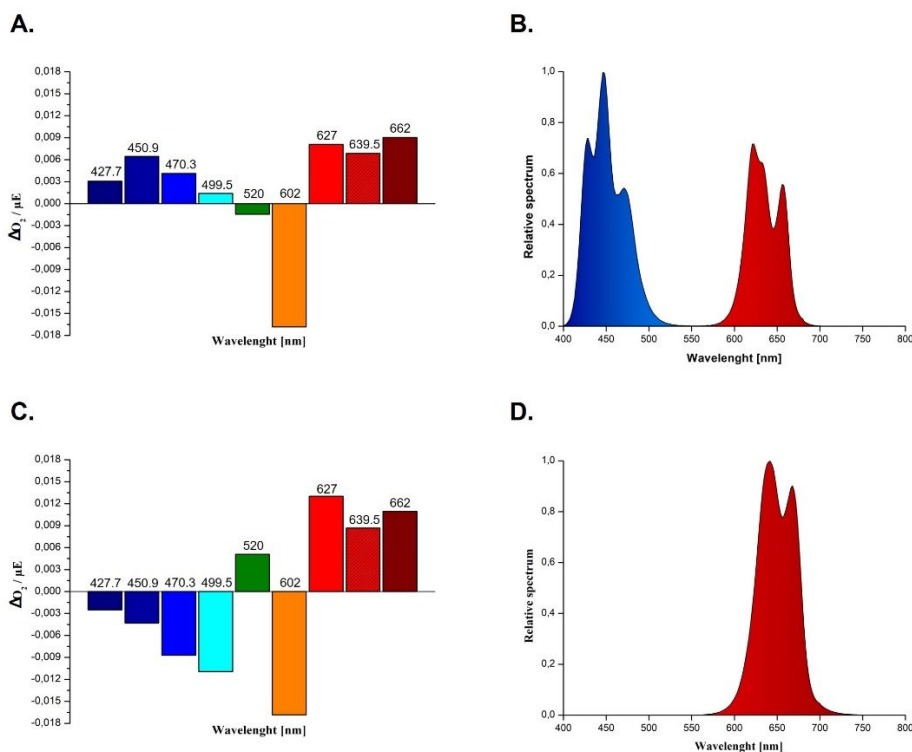 A.
0,018
0,015
0,012
0,009
0,006
0,003
0,000
-0,003
-0,006
-0,009
-0,012
-0,015
-0,018
ΔO₂ / µE
427.7 450.9 470.3 499.5 520 602 627 639.5 662
Wavelenght [nm]
B.
1,0
0,8
0,6
0,4
0,2
0,0
Relative spectrum
400 450 500 550 600 650 700 750 800
Wavelenght [nm]
C.
0,018
0,015
0,012
0,009
0,006
0,003
0,000
-0,003
-0,006
-0,009
-0,012
-0,015
-0,018
ΔO₂ / µE
427.7 450.9 470.3 499.5 520 602 627 639.5 662
Wavelenght [nm]
D.
1,0
0,8
0,6
0,4
0,2
0,0
Relative spectrum
400 450 500 550 600 650 700 750 800
Wavelenght [nm]